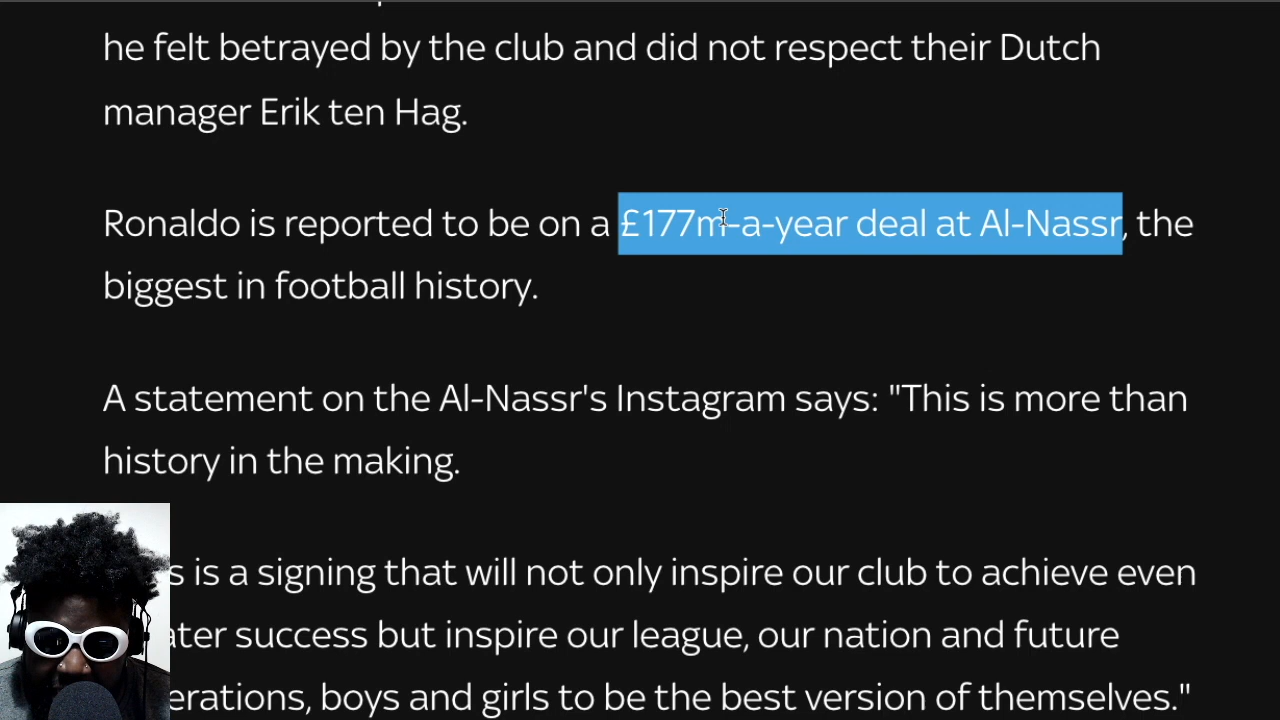 he felt betrayed by the club and did not respect their Dutch
manager Erik ten Hag.
Ronaldo is reported to be on a £177m-a-year deal at Al-Nassr, the
biggest in football history.
A statement on the Al-Nassr's Instagram says: "This is more than
history in the making.
s is a signing that will not only inspire our club to achieve even
ater success but inspire our league, our nation and future
erations, boys and girls to be the best version of themselves."